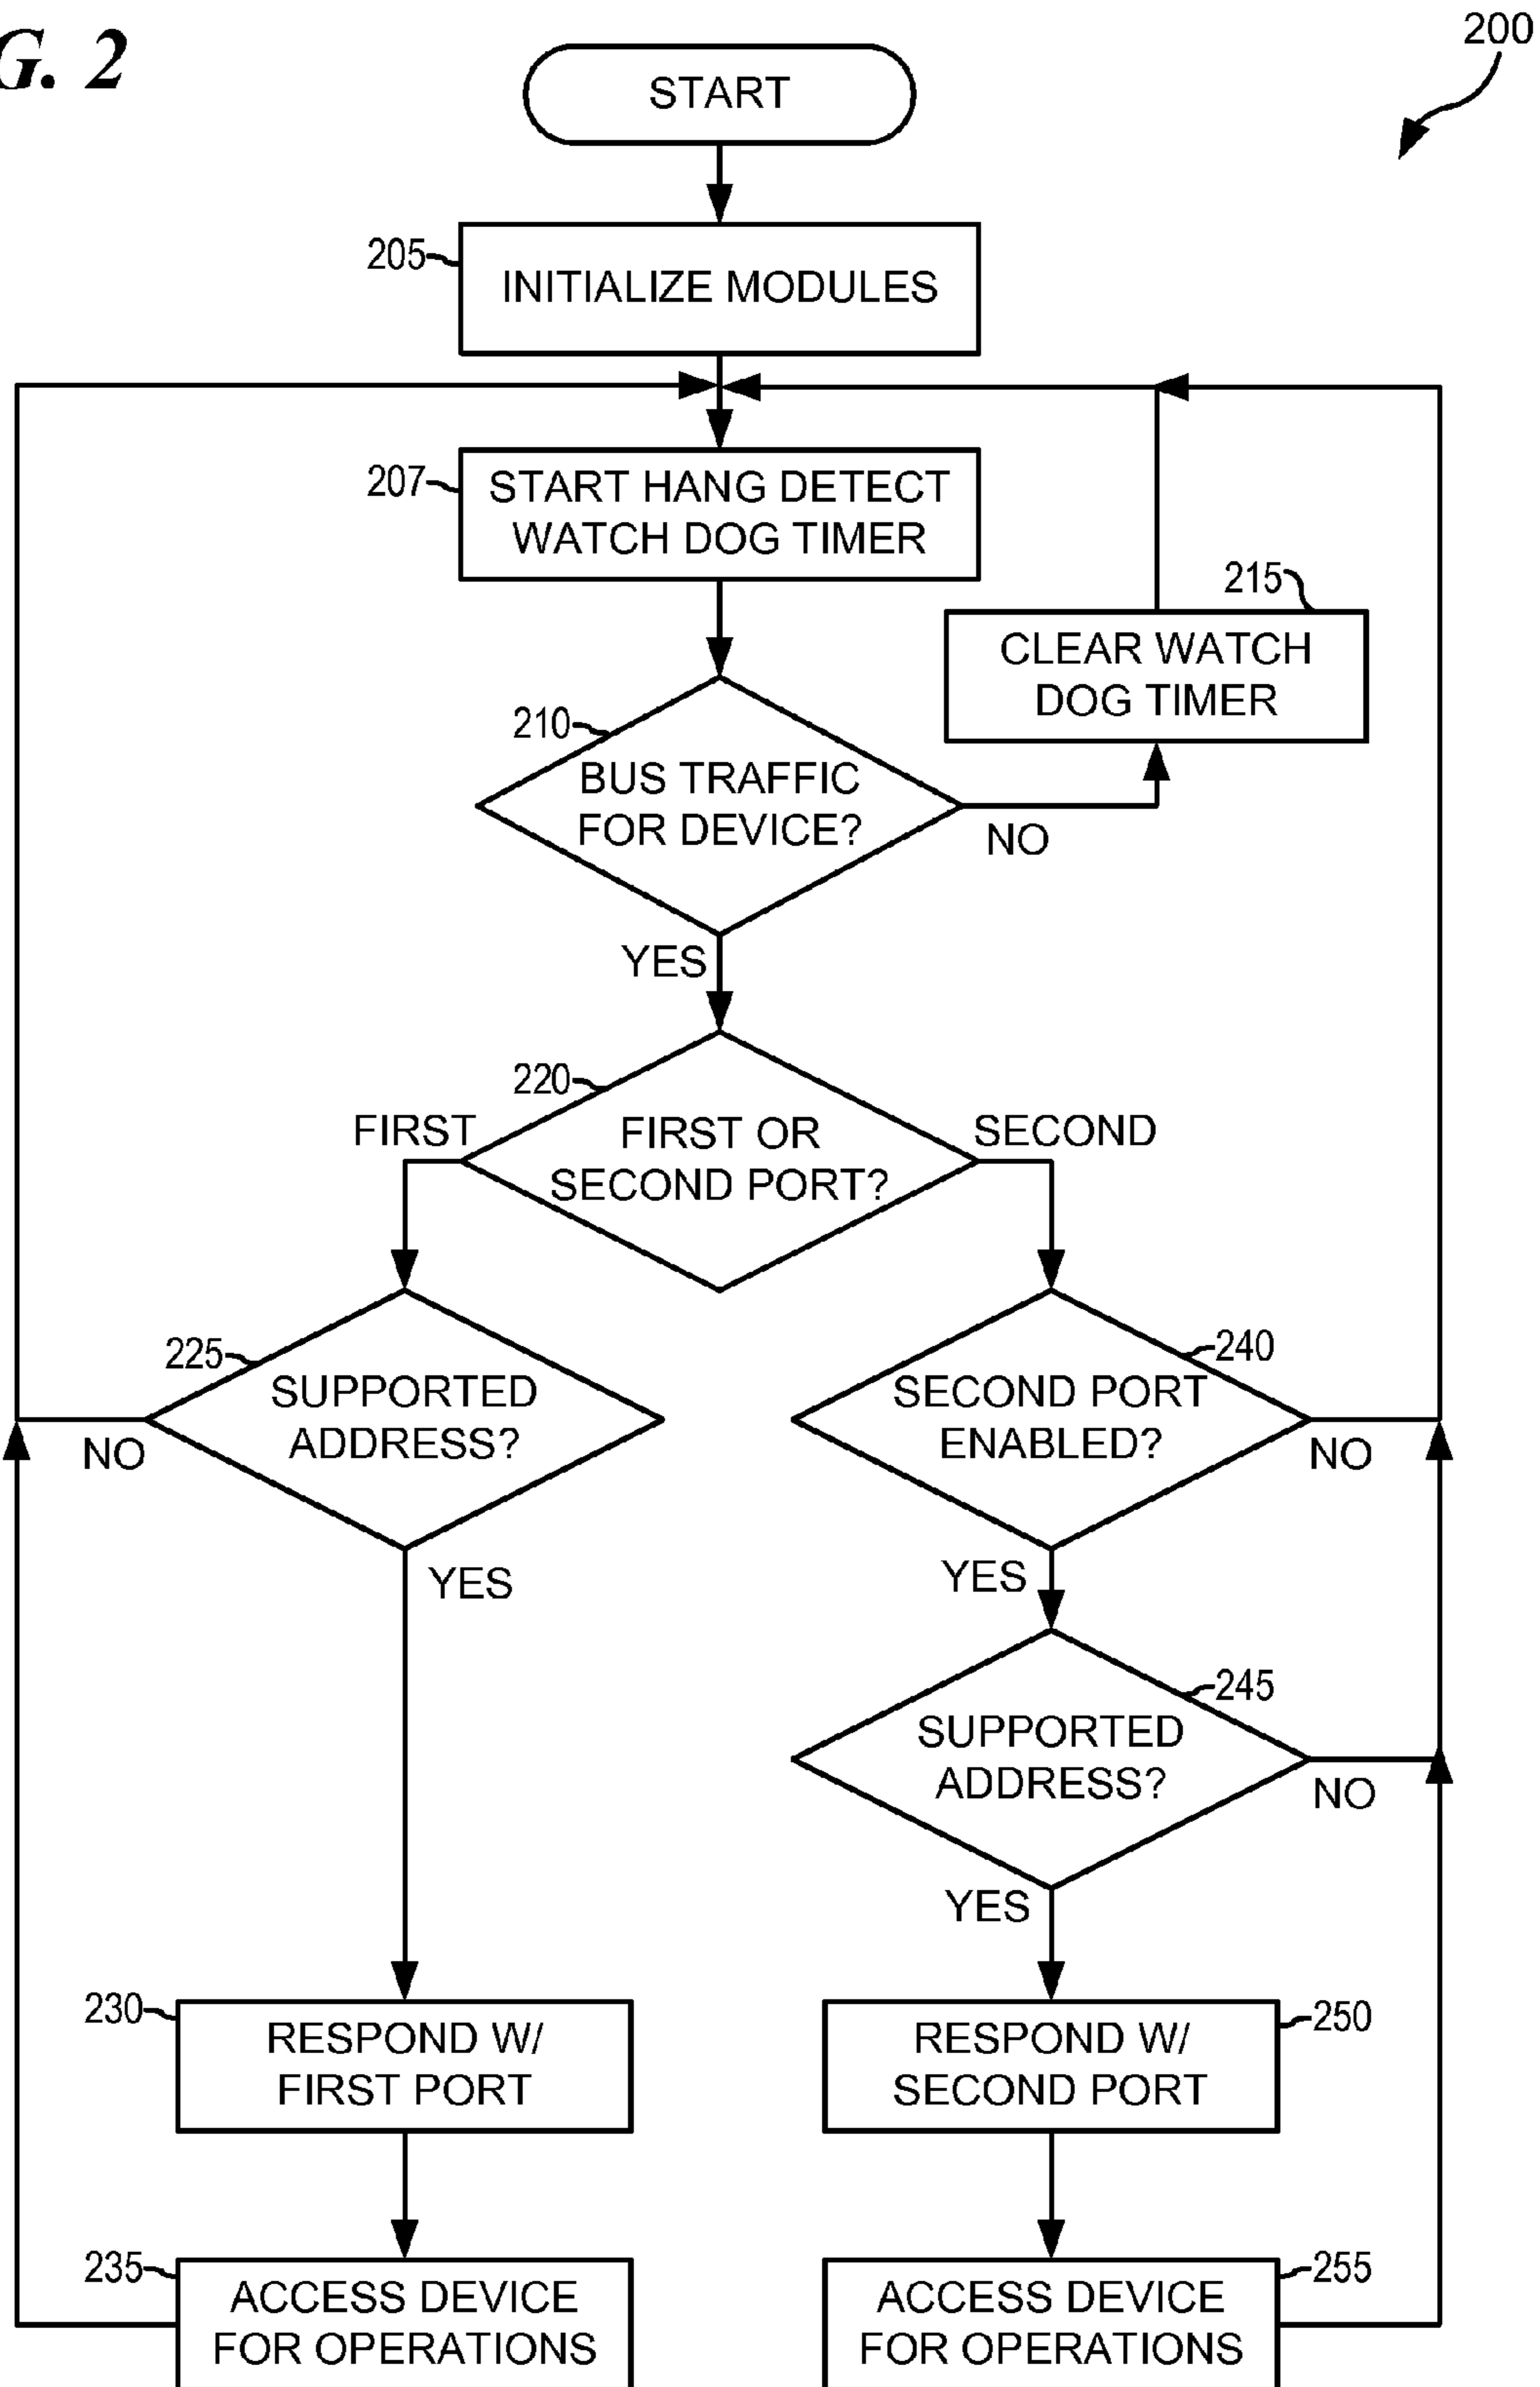 G. 2
200
START
205
INITIALIZE MODULES
207
START HANG DETECT
WATCH DOG TIMER
215
CLEAR WATCH
DOG TIMER
210
BUS TRAFFIC
FOR DEVICE?
NO
YES
220
FIRST
FIRST OR
SECOND PORT?
SECOND
225
SUPPORTED
ADDRESS?
NO
YES
240
SECOND PORT
ENABLED?
NO
YES
245
SUPPORTED
ADDRESS?
NO
YES
230
RESPOND W/
FIRST PORT
250
RESPOND W/
SECOND PORT
235
ACCESS DEVICE
FOR OPERATIONS
255
ACCESS DEVICE
FOR OPERATIONS